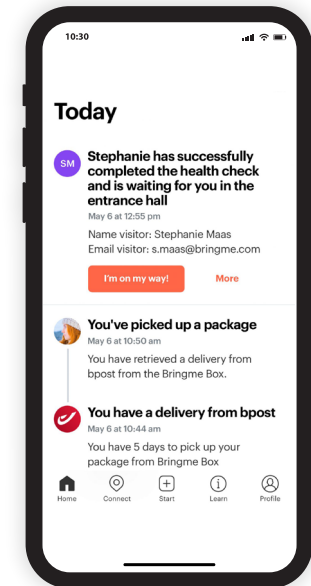 10:30
Today
SM
Stephanie has successfully
completed the health check
and is waiting for you in the
entrance hall
May 6 at 12:55 pm
Name visitor: Stephanie Maas
Email visitor: s.maas@bringme.com
I'm on my way!
More
You've picked up a package
May 6 at 10:50 am
You have retrieved a delivery from
bpost from the Bringme Box.
You have a delivery from bpost
May 6 at 10:44 am
You have 5 days to pick up your
package from Bringme Box
Home
Connect
Start
Learn
Profile